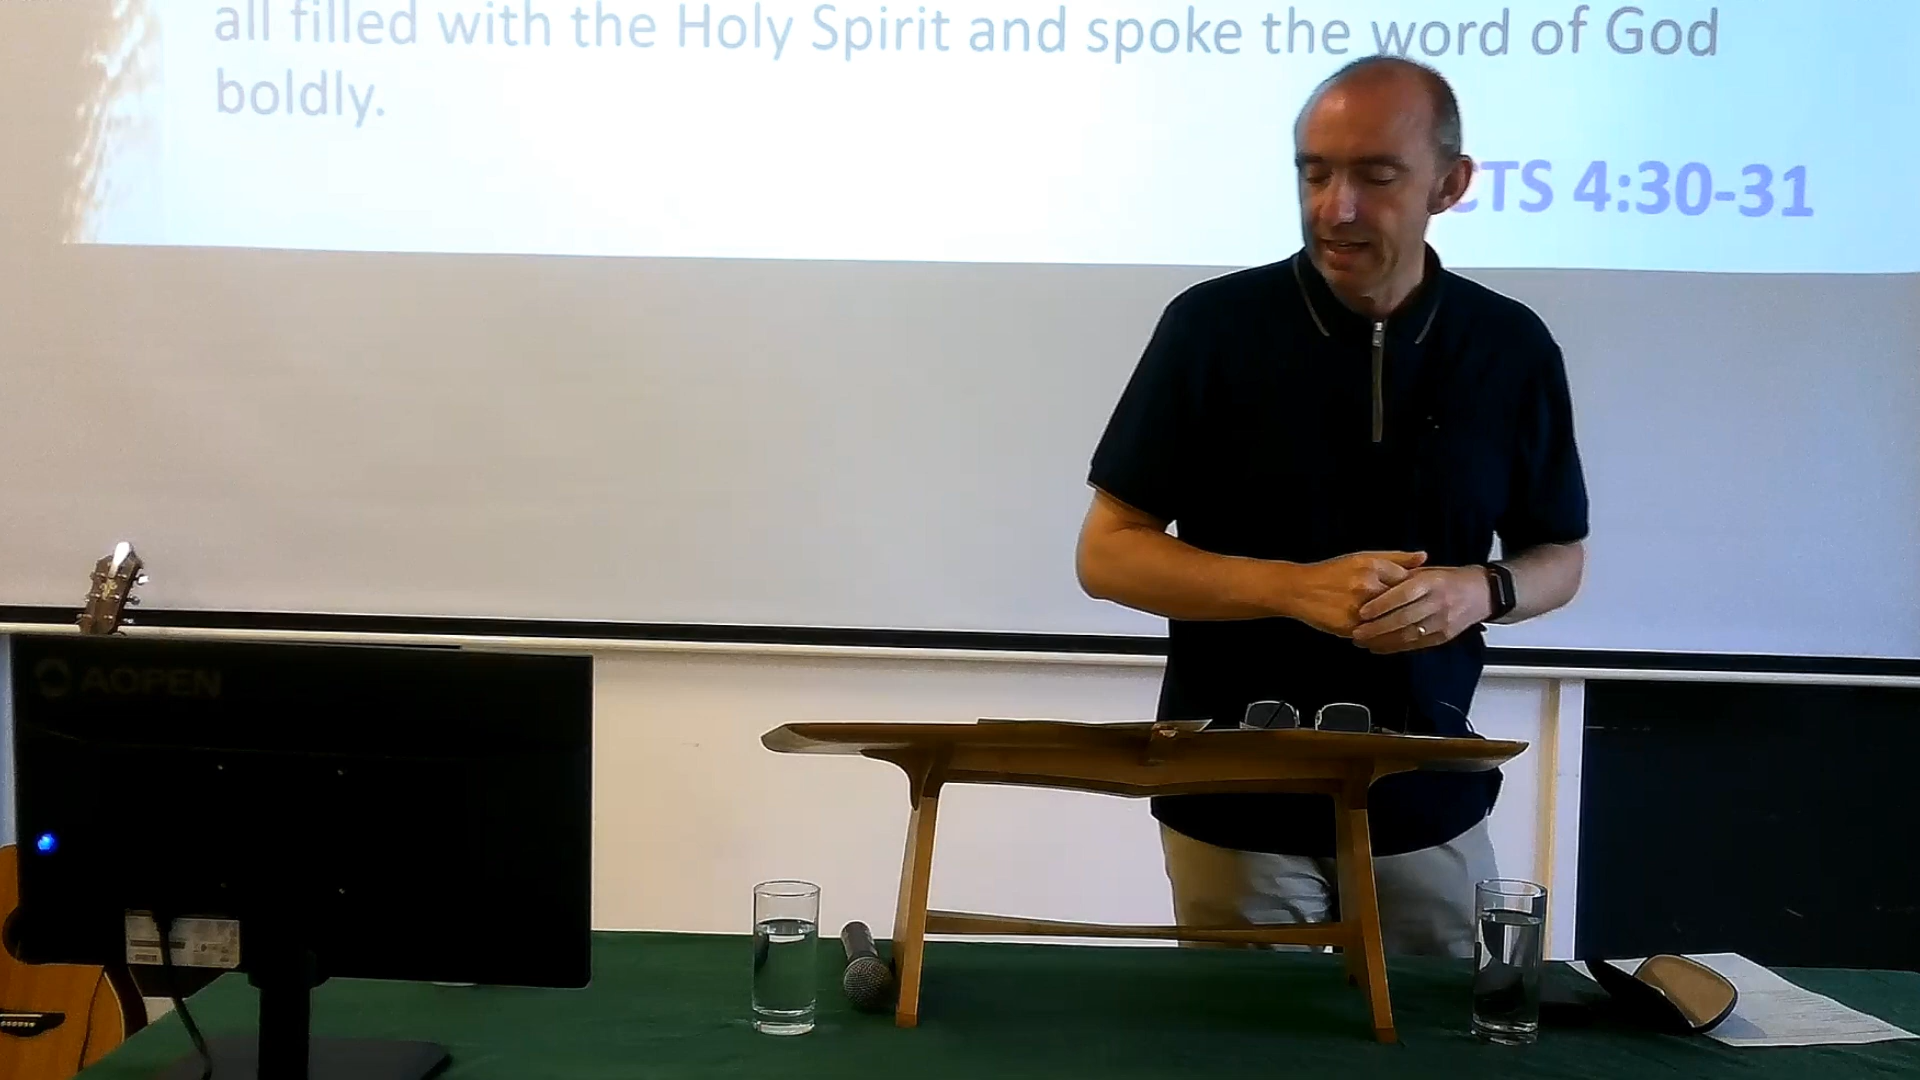 all filled with the Holy Spirit and spoke the word of God
boldly.
CTS 4:30-31
AOPEN